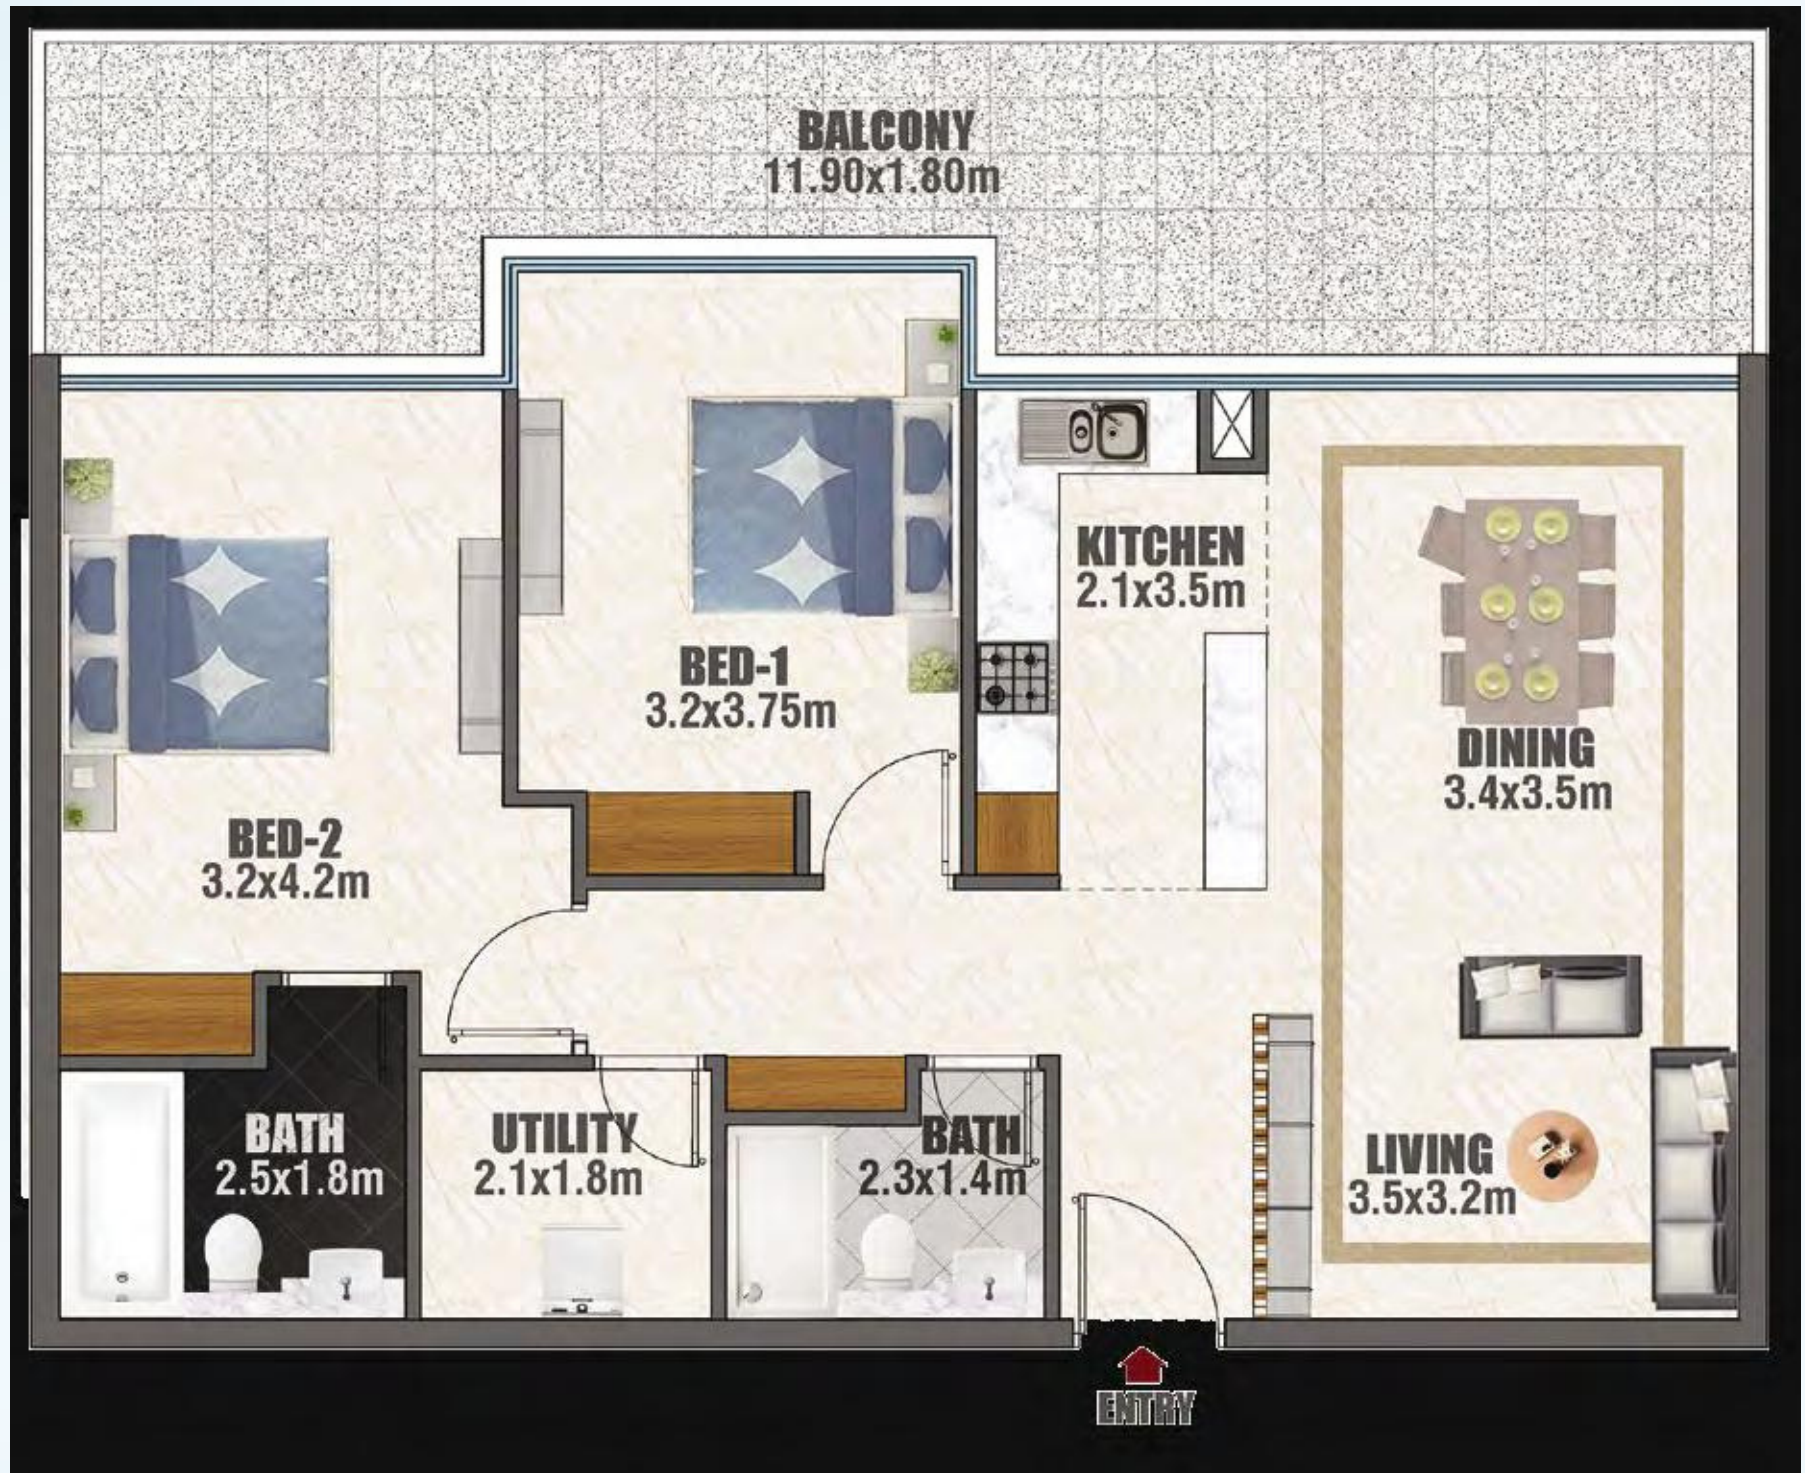 BALCONY
11.90x1.80m
KITCHEN
2.1x3.5m
BED-1
3.2x3.75m
DINING
3.4x3.5m
BED-2
3.2x4.2m
BATH
2.5x1.8m
UTILITY
2.1x1.8m
BATH
2.3x1.4m
LIVING
3.5x3.2m
ENTRY